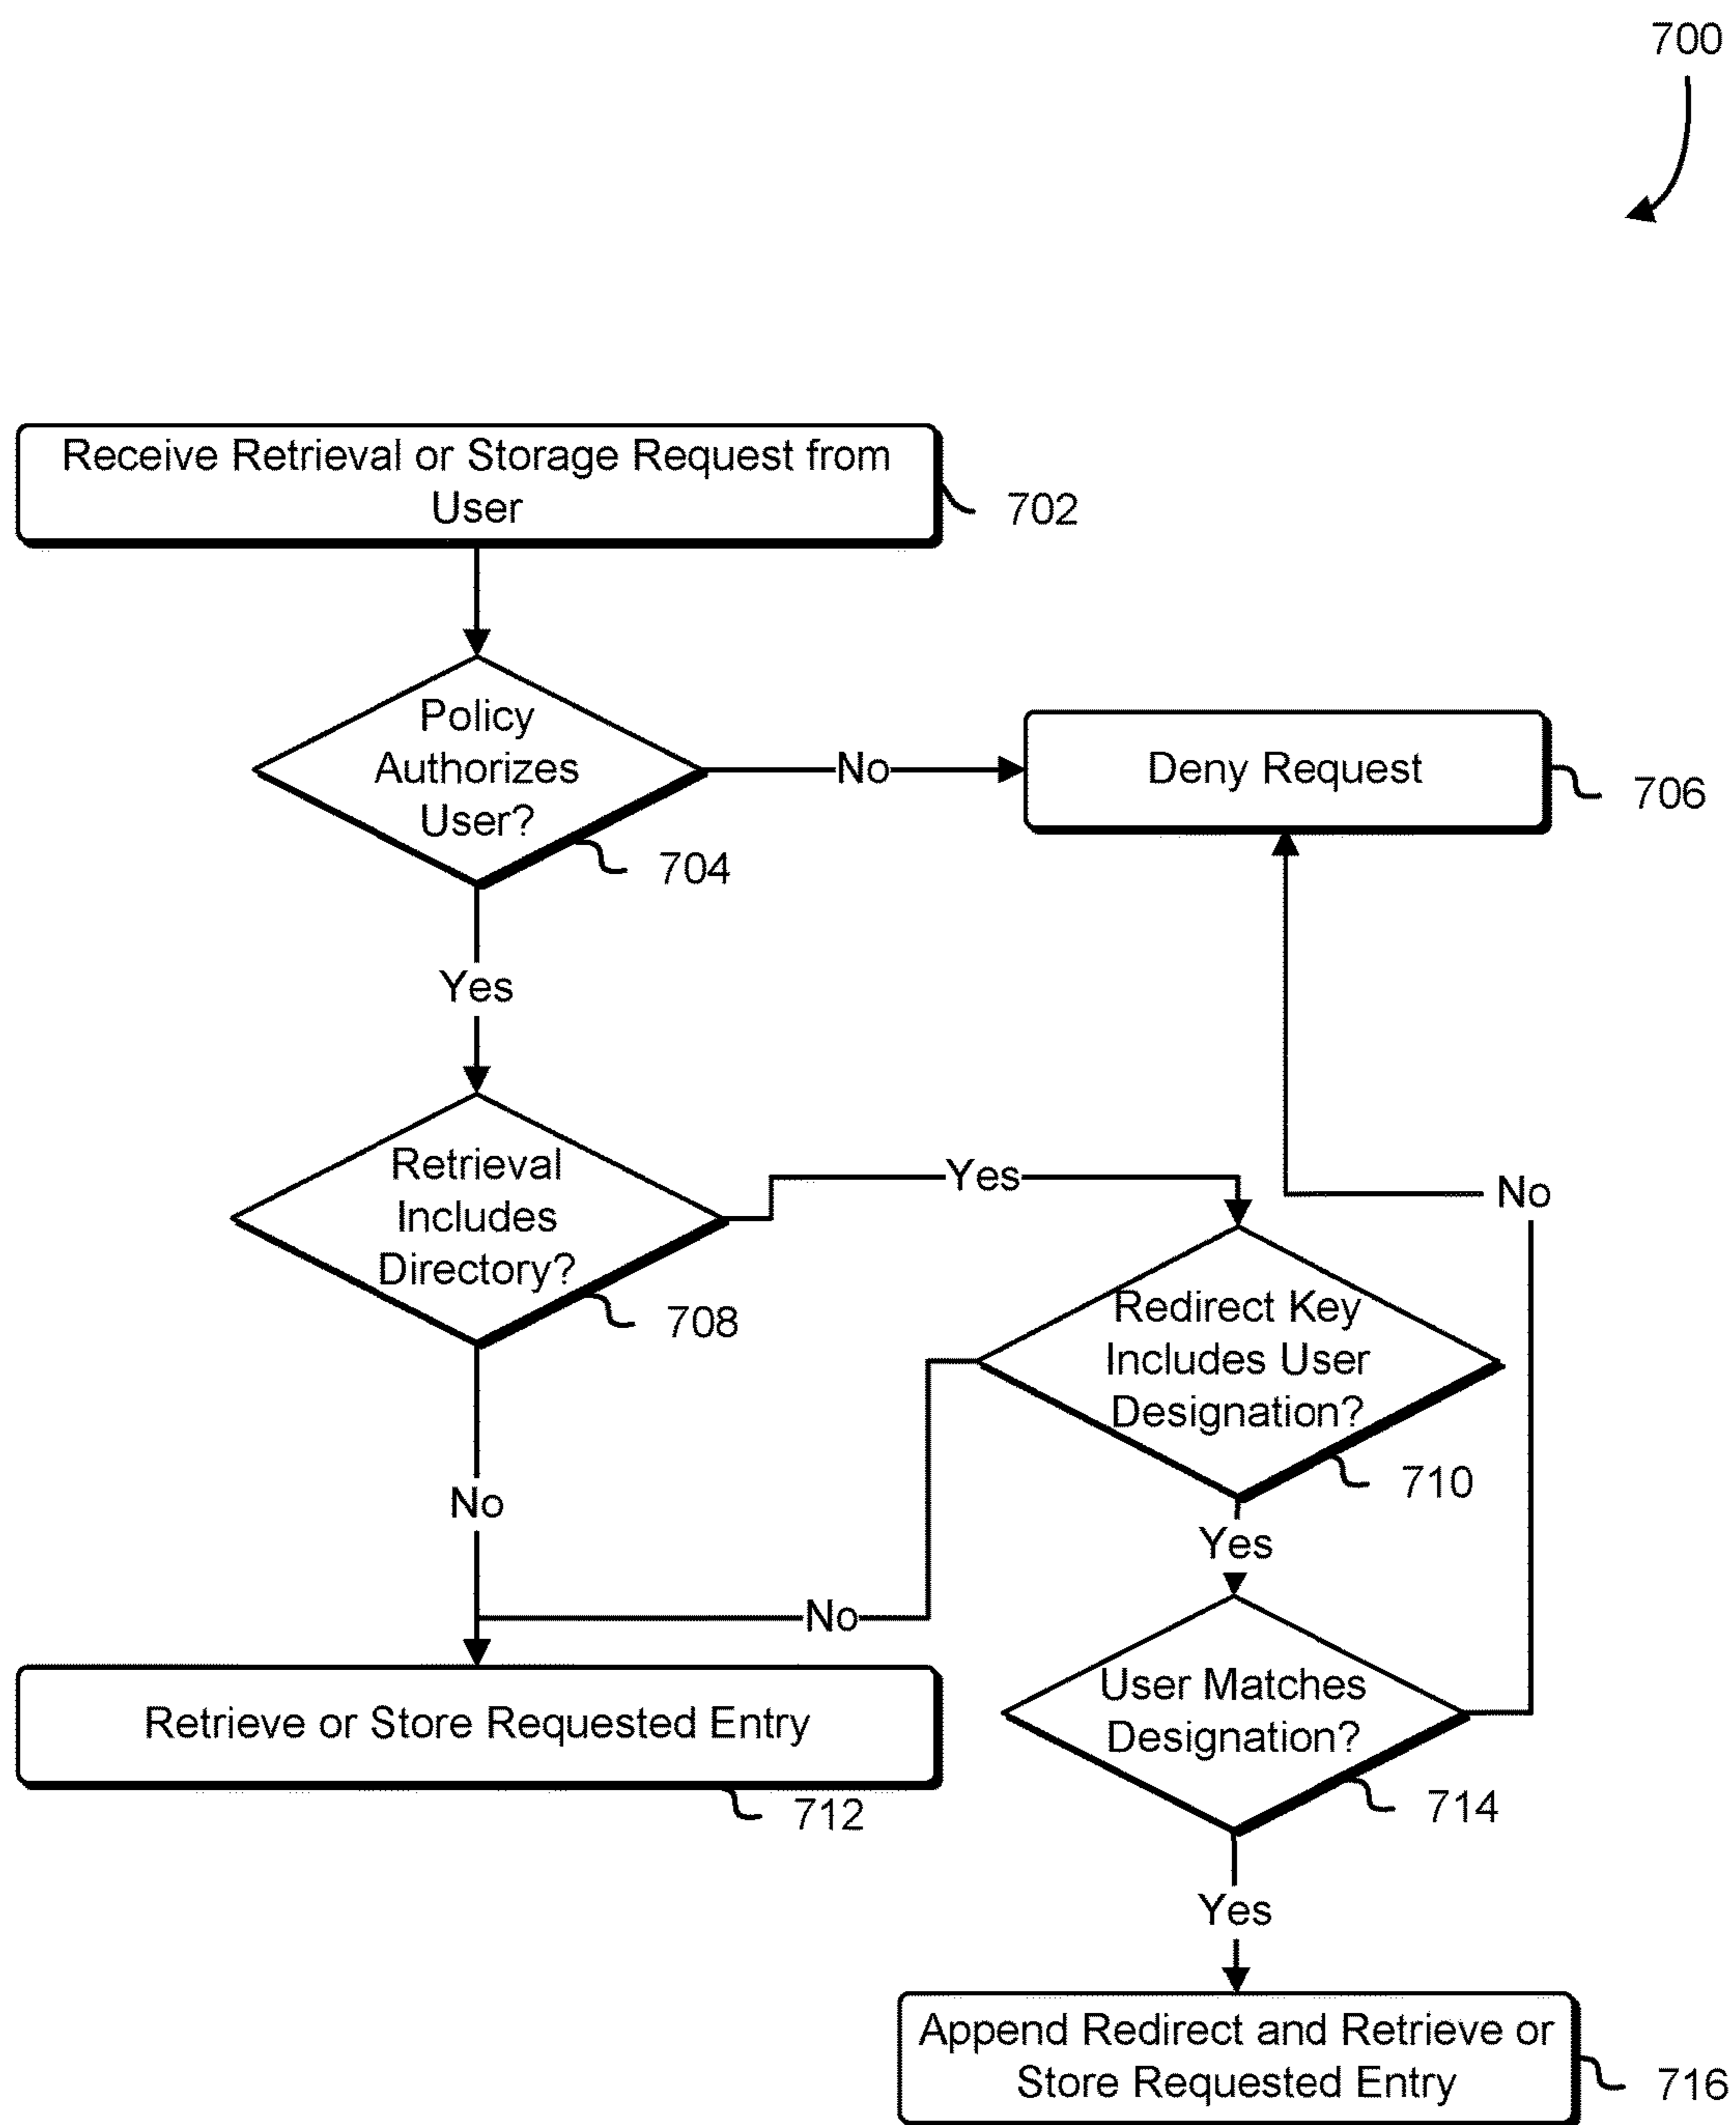 700
Receive Retrieval or Storage Request from
User
702
Policy
Authorizes
User?
704
No
Deny Request
706
Yes
Retrieval
Includes
Directory?
708
Yes
No
Redirect Key
Includes User
Designation?
710
No
Yes
No
Retrieve or Store Requested Entry
712
User Matches
Designation?
714
Yes
Append Redirect and Retrieve or
Store Requested Entry
716